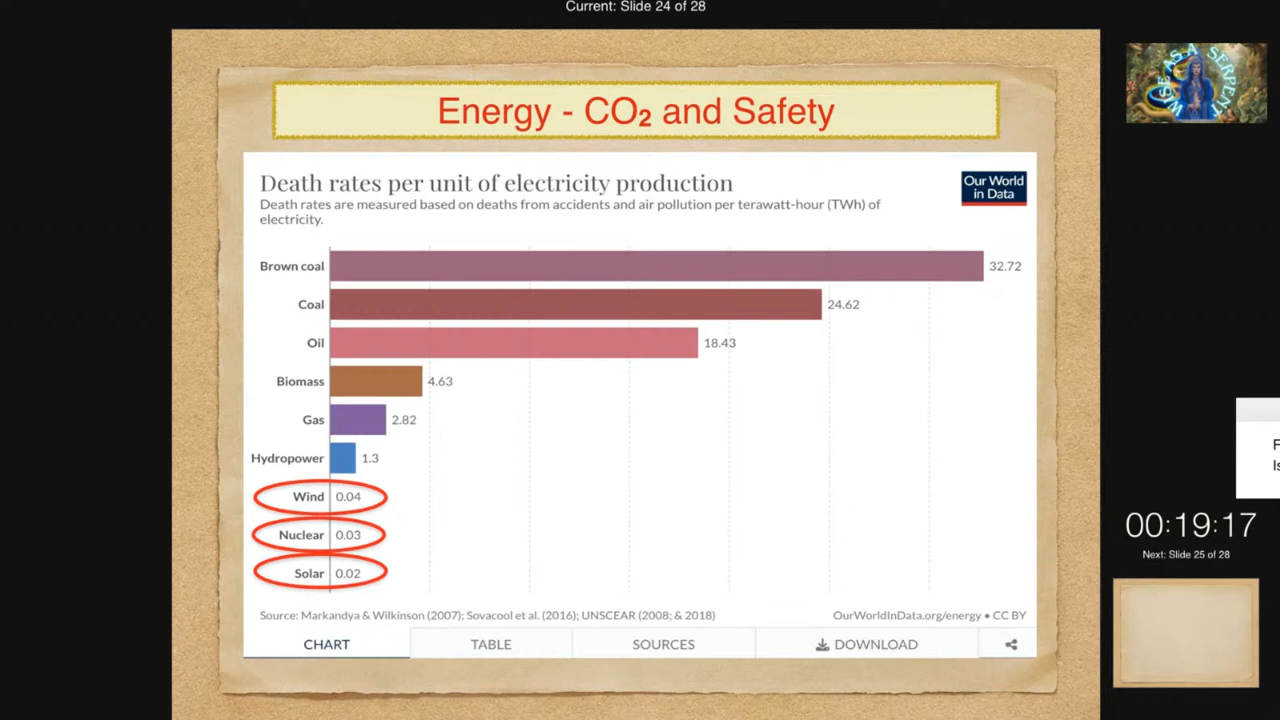 Current: Slide 24 of 28
WISE AS A SERPENT
Energy - CO₂ and Safety
Death rates per unit of electricity production
Our World
in Data
Death rates are measured based on deaths from accidents and air pollution per terawatt-hour (TWh) of
electricity.
Brown coal 32.72
Coal 24.62
Oil 18.43
Biomass 4.63
Gas 2.82
Hydropower 1.3
Wind 0.04
Nuclear 0.03
Solar 0.02
Source: Markandya & Wilkinson (2007); Sovacool et al. (2016); UNSCEAR (2008; & 2018)
OurWorldInData.org/energy • CC BY
CHART TABLE SOURCES DOWNLOAD
00:19:17
Next: Slide 25 of 28